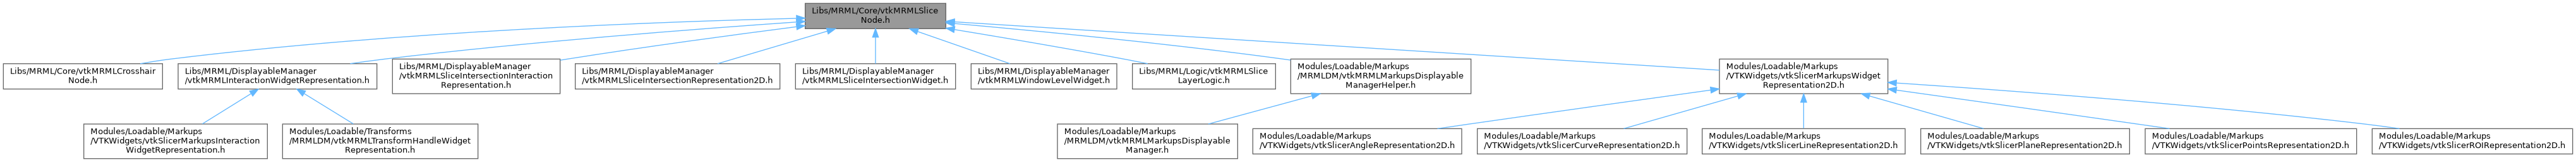 Libs/MRML/Core/vtkMRMLSlice
Node.h
Libs/MRML/Core/vtkMRMLCrosshair
Node.h
Libs/MRML/DisplayableManager
/vtkMRMLInteractionWidgetRepresentation.h
Libs/MRML/DisplayableManager
/vtkMRMLSliceIntersectionInteraction
Representation.h
Libs/MRML/DisplayableManager
/vtkMRMLSliceIntersectionRepresentation2D.h
Libs/MRML/DisplayableManager
/vtkMRMLSliceIntersectionWidget.h
Libs/MRML/DisplayableManager
/vtkMRMLWindowLevelWidget.h
Libs/MRML/Logic/vtkMRMLSlice
LayerLogic.h
Modules/Loadable/Markups
/MRMLDM/vtkMRMLMarkupsDisplayable
ManagerHelper.h
Modules/Loadable/Markups
/VTKWidgets/vtkSlicerMarkupsWidget
Representation2D.h
Modules/Loadable/Markups
/VTKWidgets/vtkSlicerMarkupsInteraction
WidgetRepresentation.h
Modules/Loadable/Transforms
/MRMLDM/vtkMRMLTransformHandleWidget
Representation.h
Modules/Loadable/Markups
/MRMLDM/vtkMRMLMarkupsDisplayable
Manager.h
Modules/Loadable/Markups
/VTKWidgets/vtkSlicerAngleRepresentation2D.h
Modules/Loadable/Markups
/VTKWidgets/vtkSlicerCurveRepresentation2D.h
Modules/Loadable/Markups
/VTKWidgets/vtkSlicerLineRepresentation2D.h
Modules/Loadable/Markups
/VTKWidgets/vtkSlicerPlaneRepresentation2D.h
Modules/Loadable/Markups
/VTKWidgets/vtkSlicerPointsRepresentation2D.h
Modules/Loadable/Markups
/VTKWidgets/vtkSlicerROIRepresentation2D.h